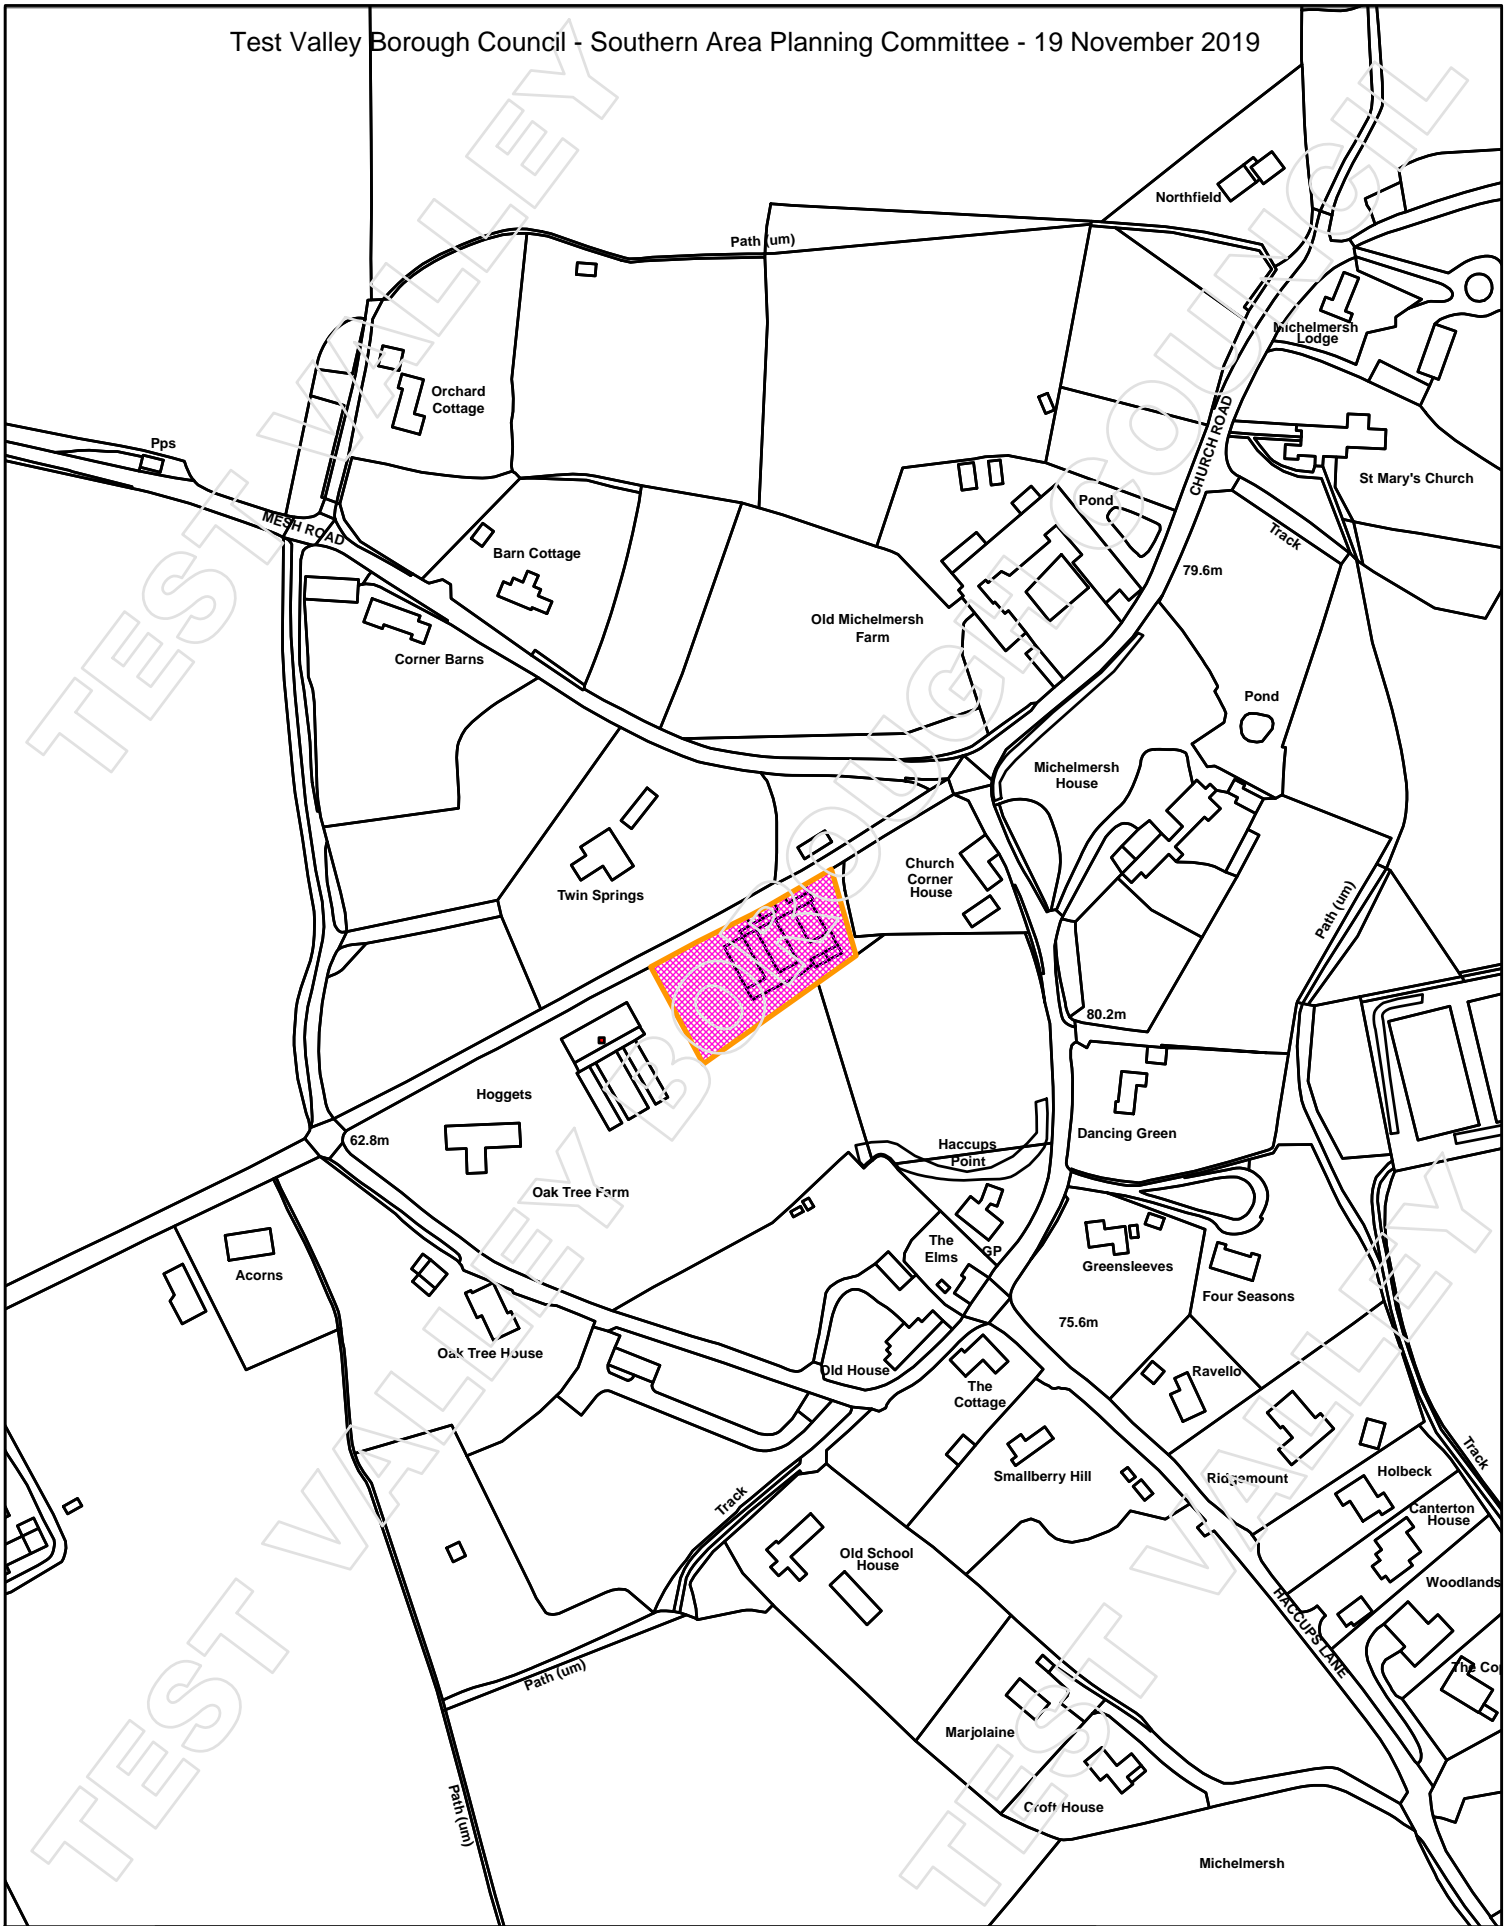 Test Valley Borough Council - Southern Area Planning Committee - 19 November 2019
Northfield
Path (um)
Michelmersh
Lodge
Orchard
Cottage
CHURCH ROAD
Pps
St Mary's Church
Pond
MESH ROAD
Track
Barn Cottage
79.6m
Old Michelmersh
Farm
Corner Barns
Pond
Michelmersh
House
Church
Corner
House
Twin Springs
Path (um)
80.2m
Hoggets
62.8m
Dancing Green
Haccups
Point
Oak Tree Farm
The
Elms
GP
Acorns
Greensleeves
Four Seasons
75.6m
Oak Tree House
Old House
Ravello
The
Cottage
Track
Smallberry Hill
Ridgemount
Holbeck
Canterton
House
Track
Old School
House
Woodlands
HACCUPS LANE
Path (um)
The Co
Marjolaine
Croft House
Path (um)
Michelmersh
TEST VALLEY BOROUGH COUNCIL
TEST VALLEY
TEST VALLEY